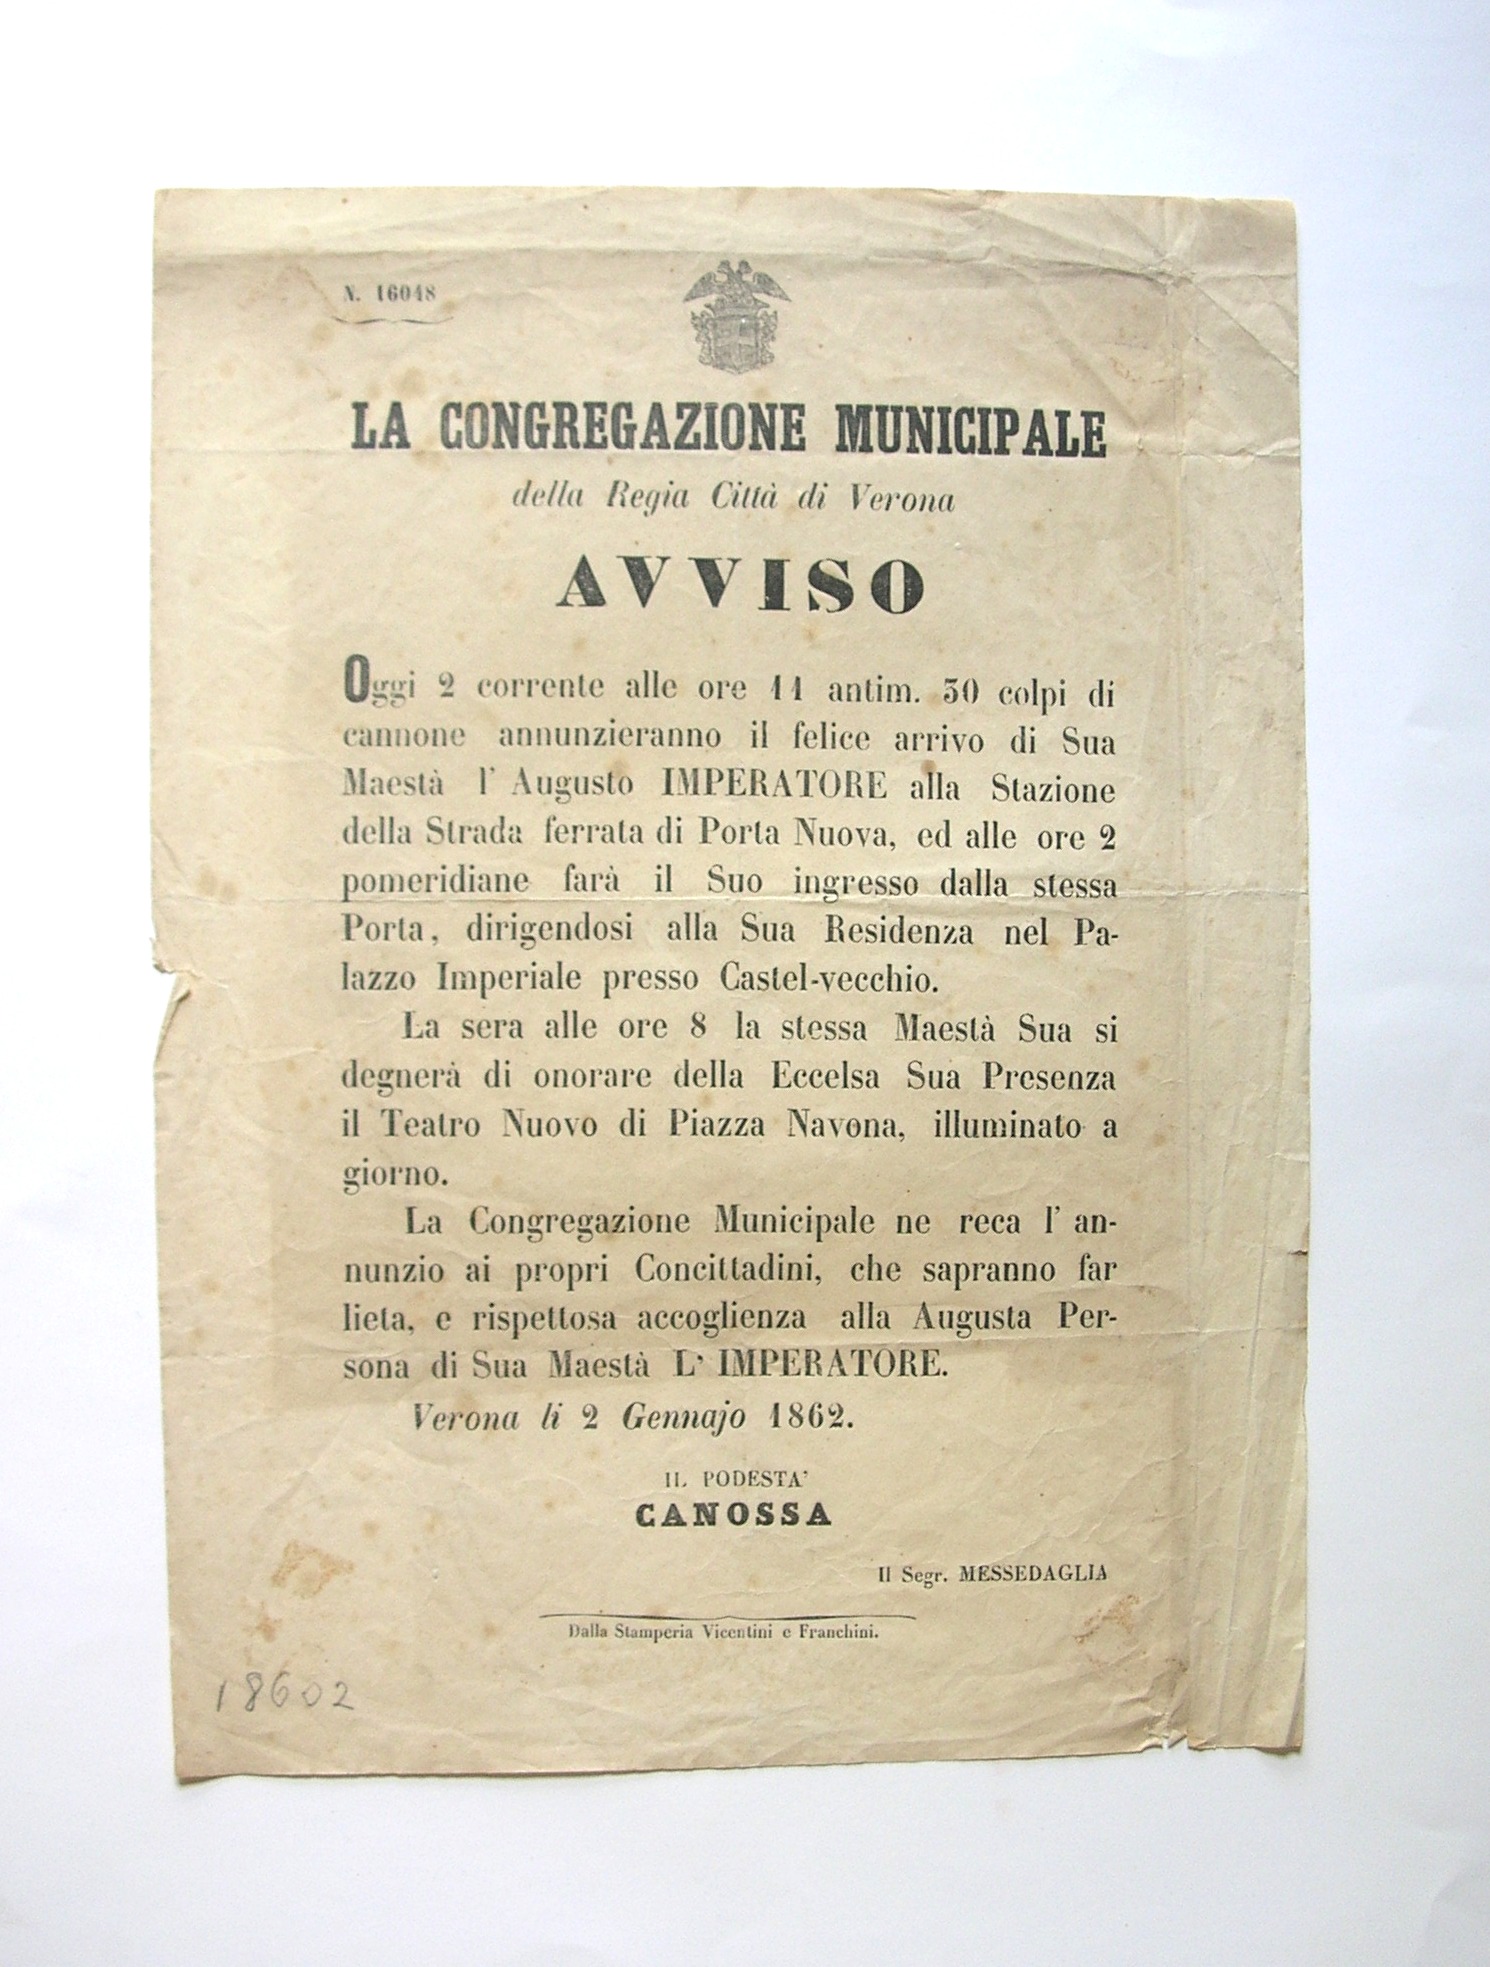 N. 16048
LA CONGREGAZIONE MUNICIPALE
della Regia Città di Verona
AVVISO
Oggi 2 corrente alle ore 11 antim. 30 colpi di
cannone annunzieranno il felice arrivo di Sua
Maestà l' Augusto IMPERATORE alla Stazione
della Strada ferrata di Porta Nuova, ed alle ore 2
pomeridiane farà il Suo ingresso dalla stessa
Porta, dirigendosi alla Sua Residenza nel Pa-
lazzo Imperiale presso Castel-vecchio.
La sera alle ore 8 la stessa Maestà Sua si
degnerà di onorare della Eccelsa Sua Presenza
il Teatro Nuovo di Piazza Navona, illuminato a
giorno.
La Congregazione Municipale ne reca l' an-
nunzio ai propri Concittadini, che sapranno far
lieta, e rispettosa accoglienza alla Augusta Per-
sona di Sua Maestà L' IMPERATORE.
Verona li 2 Gennajo 1862.
IL PODESTA'
CANOSSA
Il Segr. MESSEDAGLIA
Dalla Stamperia Vicentini e Franchini.
18602